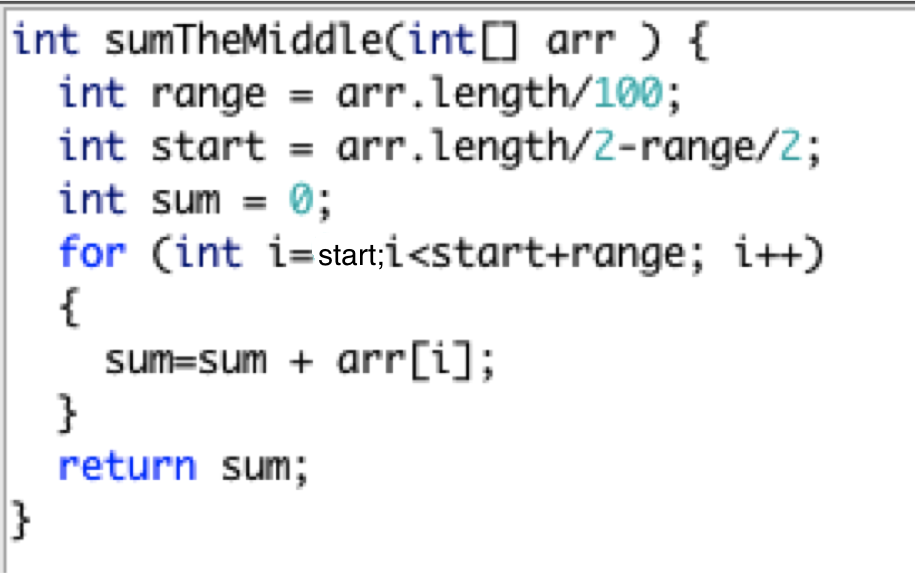 int sumTheMiddle(int[] arr ) {
  int range = arr.length/100;
  int start = arr.length/2-range/2;
  int sum = 0;
  for (int i=start;i<start+range; i++)
  {
    sum=sum + arr[i];
  }
  return sum;
}